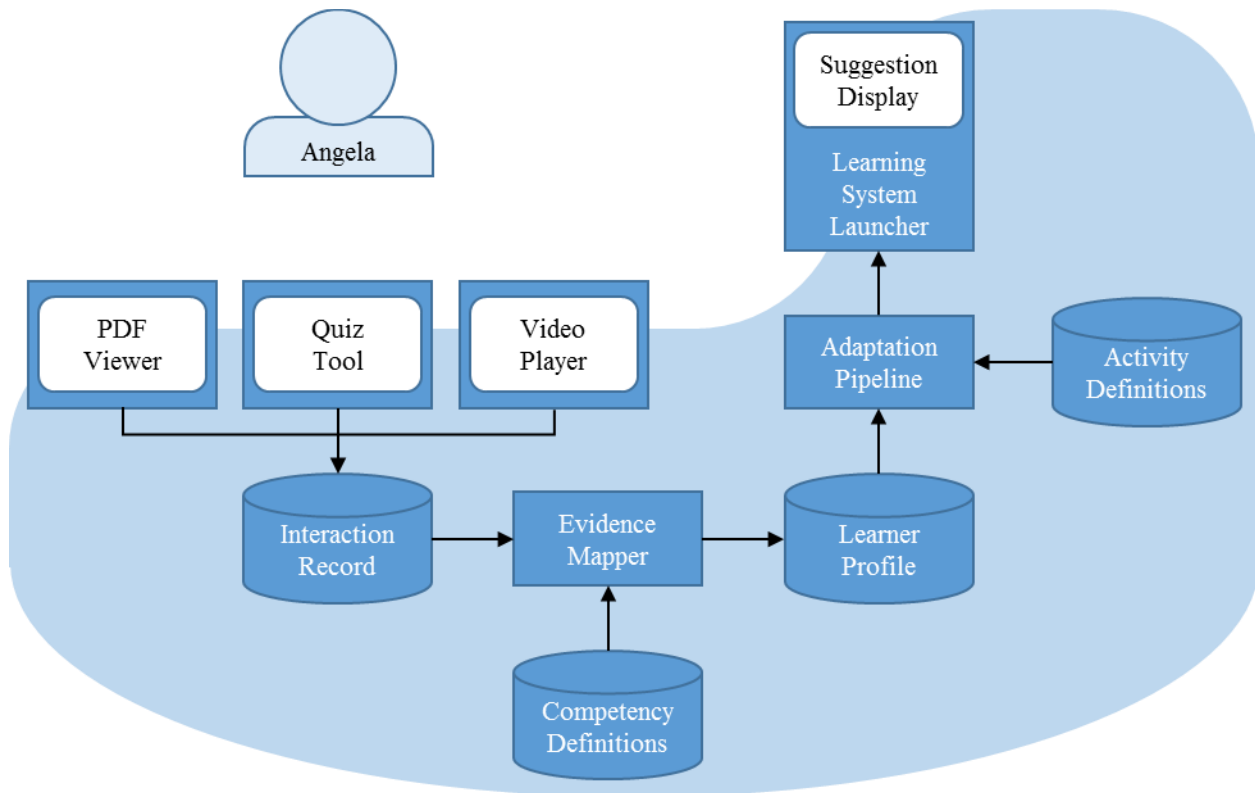 Angela
Suggestion
Display
Learning
System
Launcher
PDF
Viewer
Quiz
Tool
Video
Player
Adaptation
Pipeline
Activity
Definitions
Interaction
Record
Evidence
Mapper
Learner
Profile
Competency
Definitions